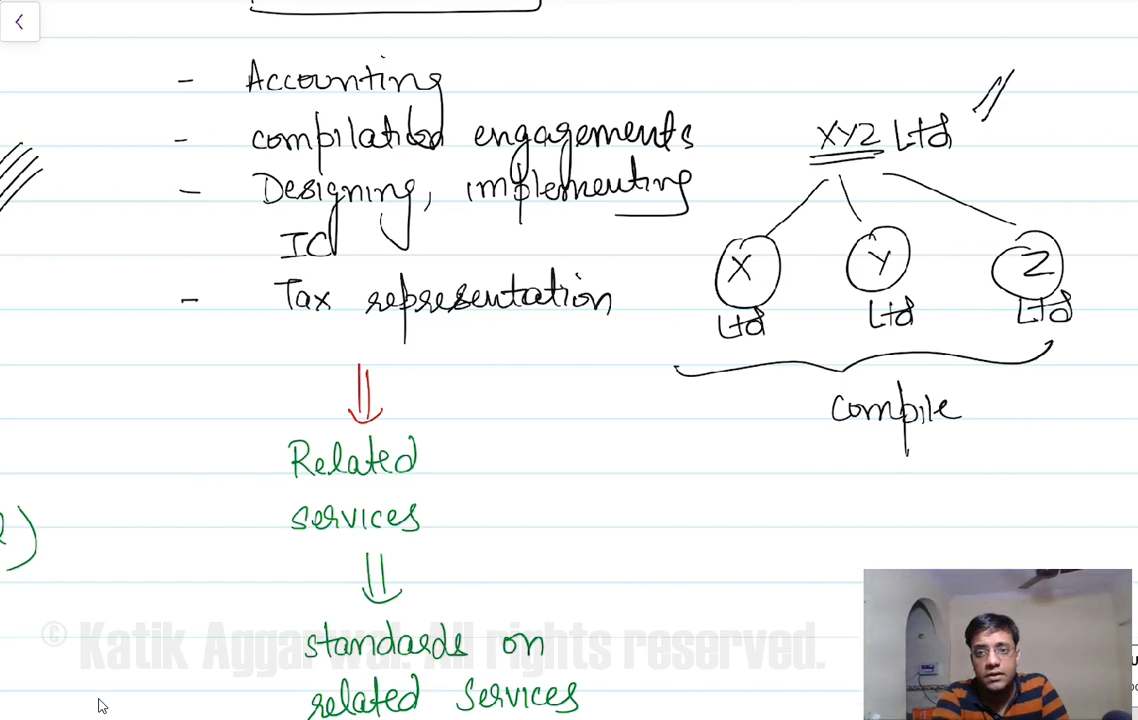 - Accounting
- compilation engagements
- Designing, implementing
IC
- Tax representation
XYZ Ltd
X
Ltd
Y
Ltd
Z
Ltd
compile
Related
services
standards on
related services
© Katik Aggarwal. All rights reserved.